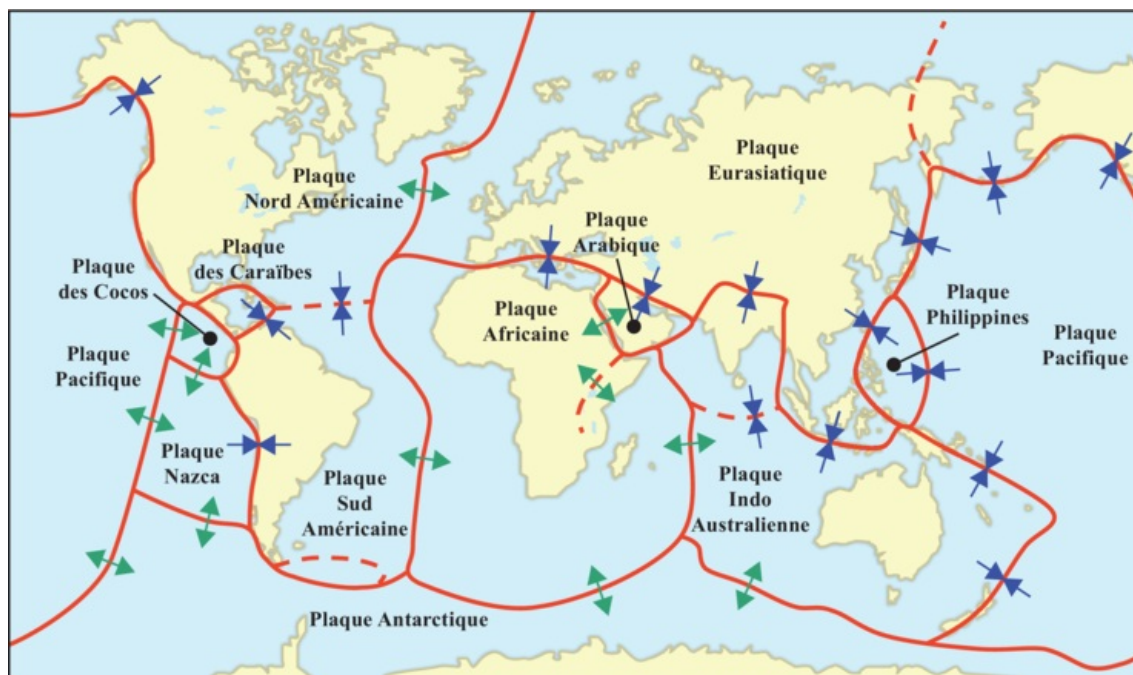 Plaque
Nord Américaine
Plaque
Eurasiatique
Plaque
Arabique
Plaque
des Caraïbes
Plaque
des Cocos
Plaque
Africaine
Plaque
Philippines
Plaque
Pacifique
Plaque
Pacifique
Plaque
Nazca
Plaque
Sud
Américaine
Plaque
Indo
Australienne
Plaque Antarctique